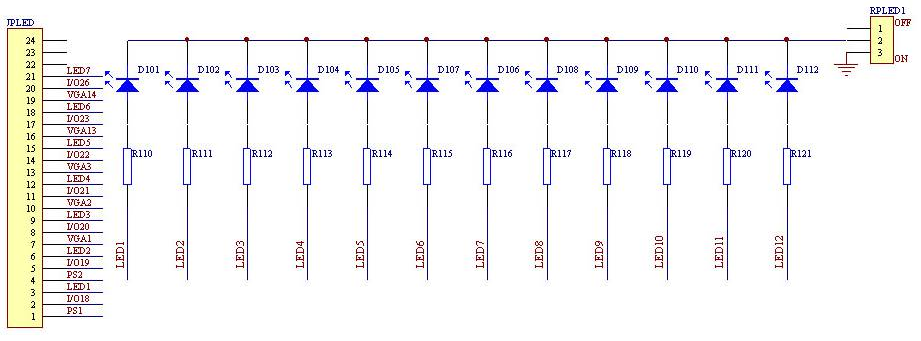 JPLED
RPLED1
OFF
1
2
3
ON
24
23
22
21 LED7
20 I/O26
19 VGA14
18 LED6
17 I/O23
16 VGA13
15 LED5
14 I/O22
13 VGA3
12 LED4
11 I/O21
10 VGA2
9 LED3
8 I/O20
7 VGA1
6 LED2
5 I/O19
4 PS2
3 LED1
2 I/O18
1 PS1
D101 D102 D103 D104 D105 D107 D106 D108 D109 D110 D111 D112
R110 R111 R112 R113 R114 R115 R116 R117 R118 R119 R120 R121
LED1 LED2 LED3 LED4 LED5 LED6 LED7 LED8 LED9 LED10 LED11 LED12